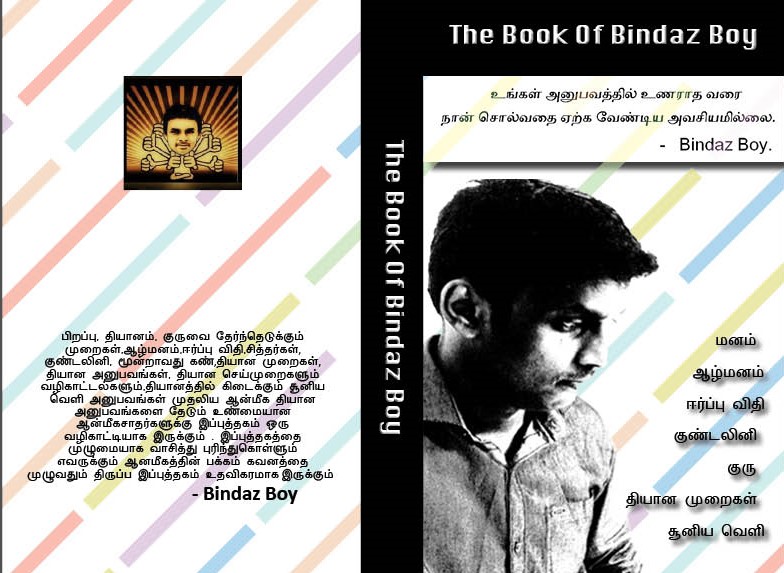 The Book Of Bindaz Boy
உங்கள் அனுபவத்தில் உணராத வரை
நான் சொல்வதை ஏற்க வேண்டிய அவசியமில்லை.
- Bindaz Boy.
மனம்
ஆழ்மனம்
ஈர்ப்பு விதி
குண்டலினி
குரு
தியான முறைகள்
சூனிய வெளி
The Book Of Bindaz Boy
பிறப்பு, தியானம், குருவை தேர்ந்தெடுக்கும்
முறைகள்,ஆழ்மனம்,ஈர்ப்பு விதி,சித்தர்கள்,
குண்டலினி, மூன்றாவது கண்,தியான முறைகள்,
தியான அனுபவங்கள், தியான செய்முறைகளும்
வழிகாட்டல்களும்,தியானத்தில் கிடைக்கும் சூனிய
வெளி அனுபவங்கள் முதலிய ஆன்மீக தியான
அனுபவங்களை தேடும் உண்மையான
ஆன்மீகசாதர்களுக்கு இப்புத்தகம் ஒரு
வழிகாட்டியாக இருக்கும் . இப்புத்தகத்தை
முழுமையாக வாசித்து புரிந்துகொள்ளும்
எவருக்கும் ஆனமீகத்தின் பக்கம் கவனத்தை
முழுவதும் திருப்ப இப்புத்தகம் உதவிகரமாக இருக்கும்
- Bindaz Boy